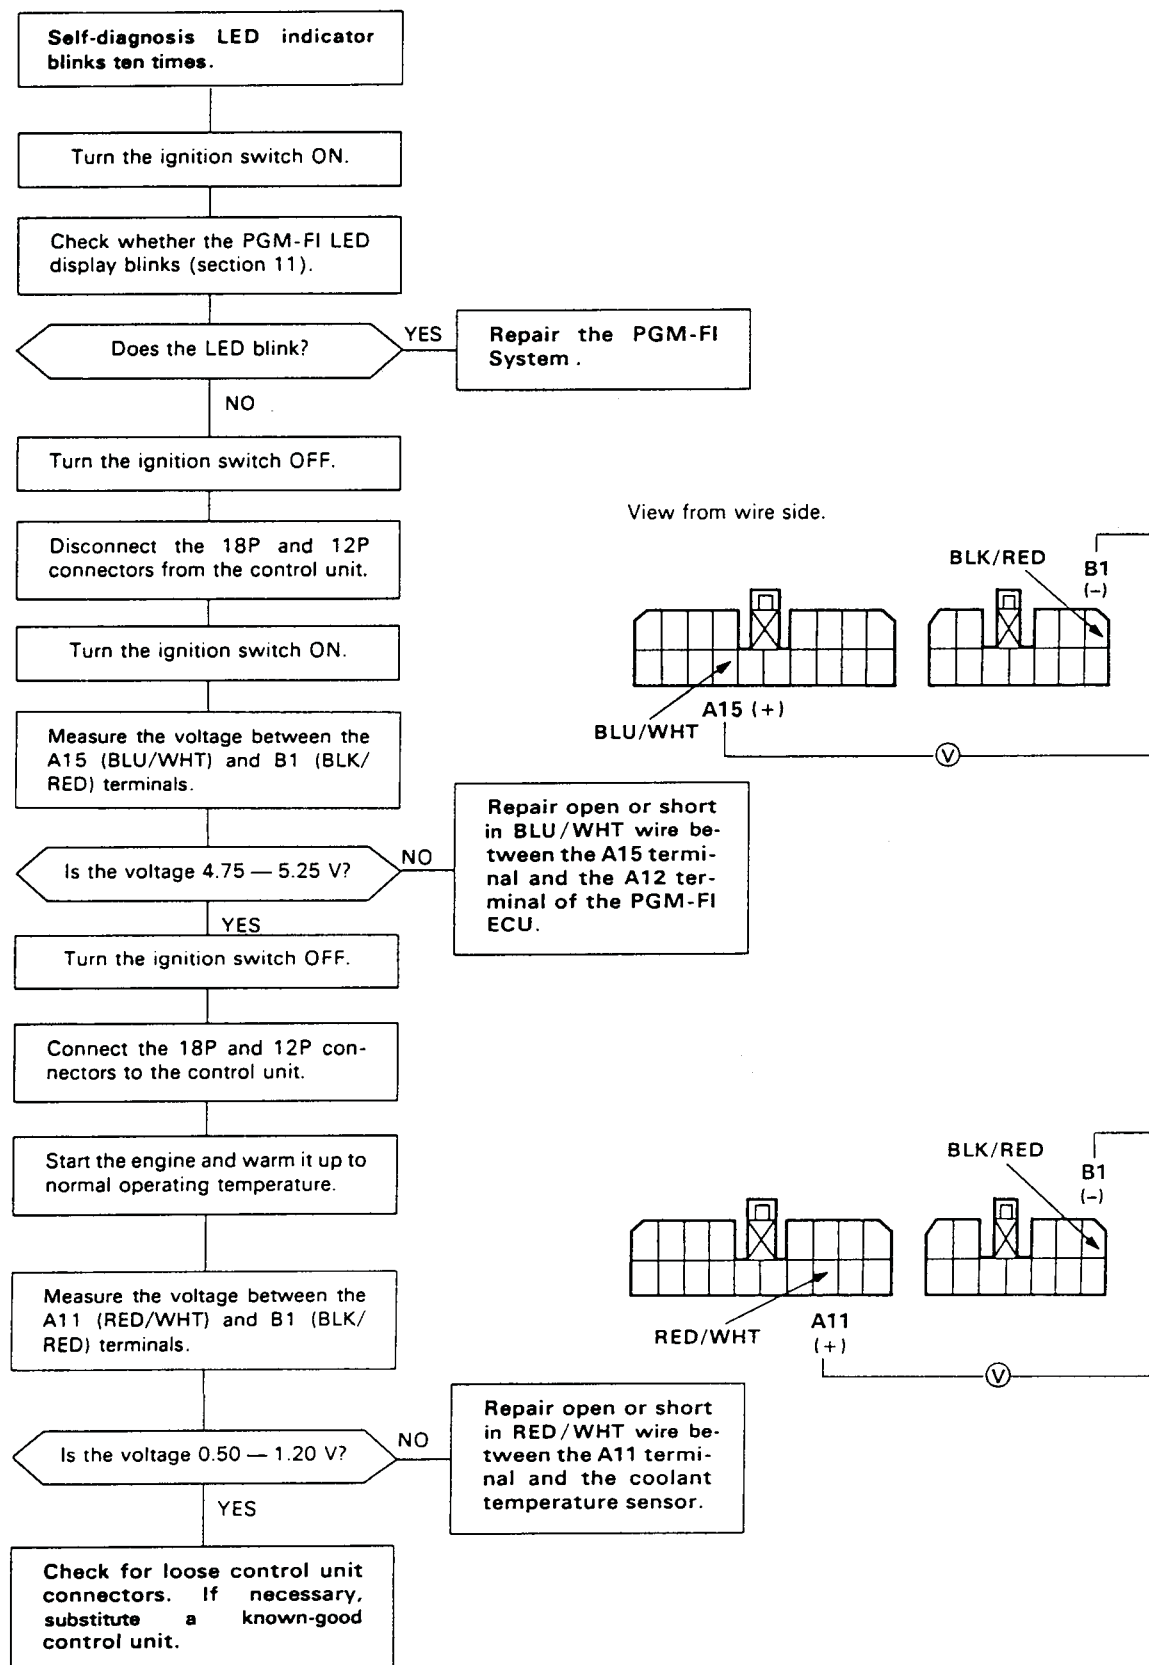 Self-diagnosis LED indicator
blinks ten times.
Turn the ignition switch ON.
Check whether the PGM-FI LED
display blinks (section 11).
Does the LED blink?
YES
Repair the PGM-FI
System .
NO
Turn the ignition switch OFF.
Disconnect the 18P and 12P
connectors from the control unit.
Turn the ignition switch ON.
Measure the voltage between the
A15 (BLU/WHT) and B1 (BLK/
RED) terminals.
View from wire side.
BLK/RED
B1
(–)
A15 (+)
BLU/WHT
V
Is the voltage 4.75 — 5.25 V?
NO
Repair open or short
in BLU/WHT wire be-
tween the A15 termi-
nal and the A12 ter-
minal of the PGM-FI
ECU.
YES
Turn the ignition switch OFF.
Connect the 18P and 12P con-
nectors to the control unit.
Start the engine and warm it up to
normal operating temperature.
Measure the voltage between the
A11 (RED/WHT) and B1 (BLK/
RED) terminals.
BLK/RED
B1
(–)
RED/WHT
A11
(+)
V
Is the voltage 0.50 — 1.20 V?
NO
Repair open or short
in RED/WHT wire be-
tween the A11 termi-
nal and the coolant
temperature sensor.
YES
Check for loose control unit
connectors. If necessary,
substitute a known-good
control unit.